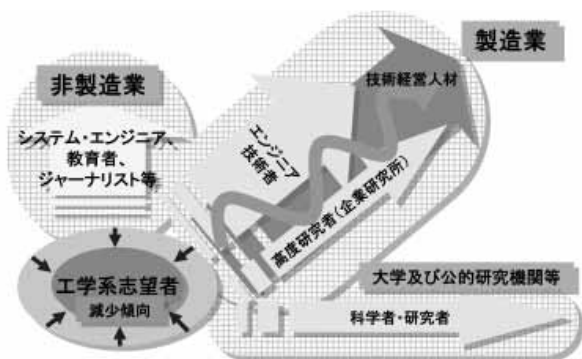 製造業
技術経営人材
非製造業
システム・エンジニア、
教育者、
ジャーナリスト等
エンジニア
技術者
高度研究者(企業研究所)
工学系志望者
減少傾向
大学及び公的研究機関等
科学者・研究者